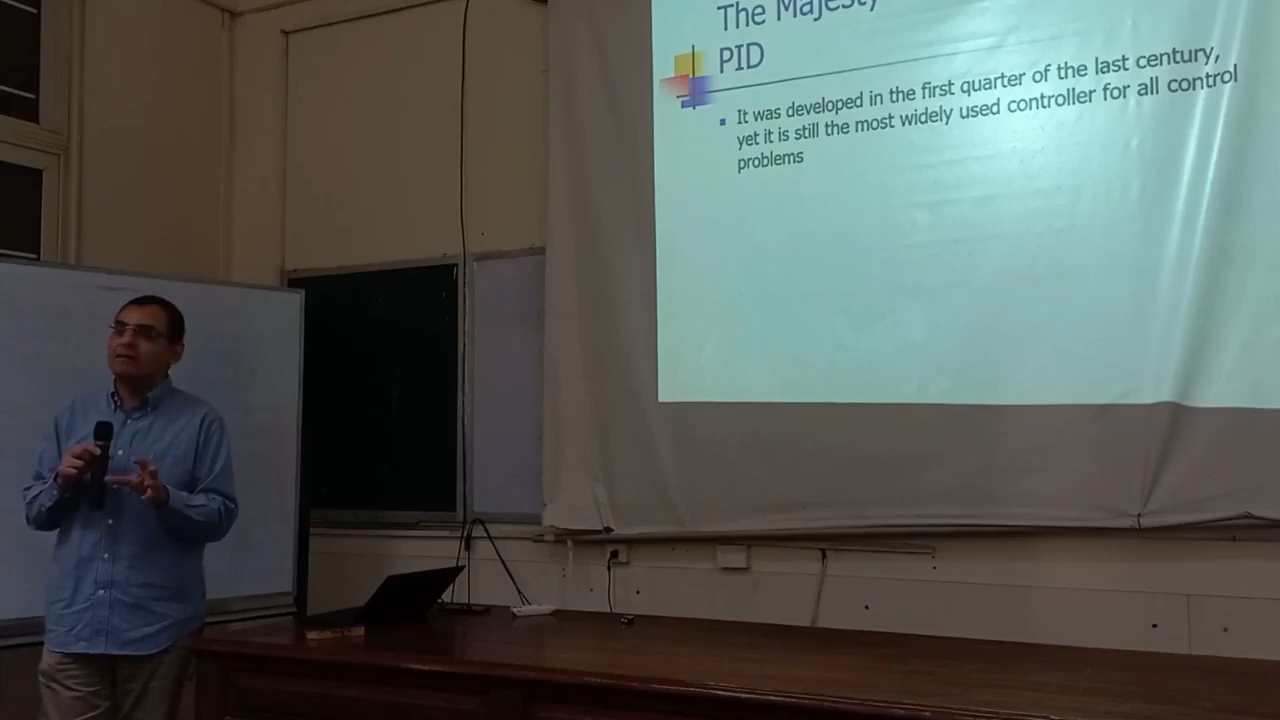 The Majesty
PID
It was developed in the first quarter of the last century,
yet it is still the most widely used controller for all control
problems